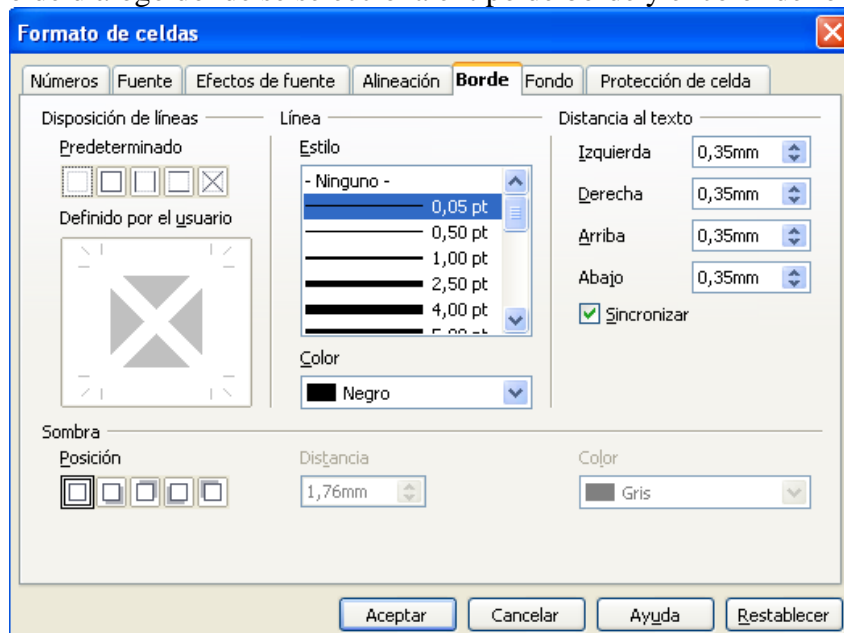 Formato de celdas
Números Fuente Efectos de fuente Alineación Borde Fondo Protección de celda
Disposición de líneas Línea Distancia al texto
Predeterminado Estilo Izquierda 0,35mm
- Ninguno -
0,05 pt Derecha 0,35mm
Definido por el usuario 0,50 pt
1,00 pt Arriba 0,35mm
2,50 pt Abajo 0,35mm
4,00 pt Sincronizar
Color
Negro
Sombra
Posición Distancia Color
1,76mm Gris
Aceptar Cancelar Ayuda Restablecer